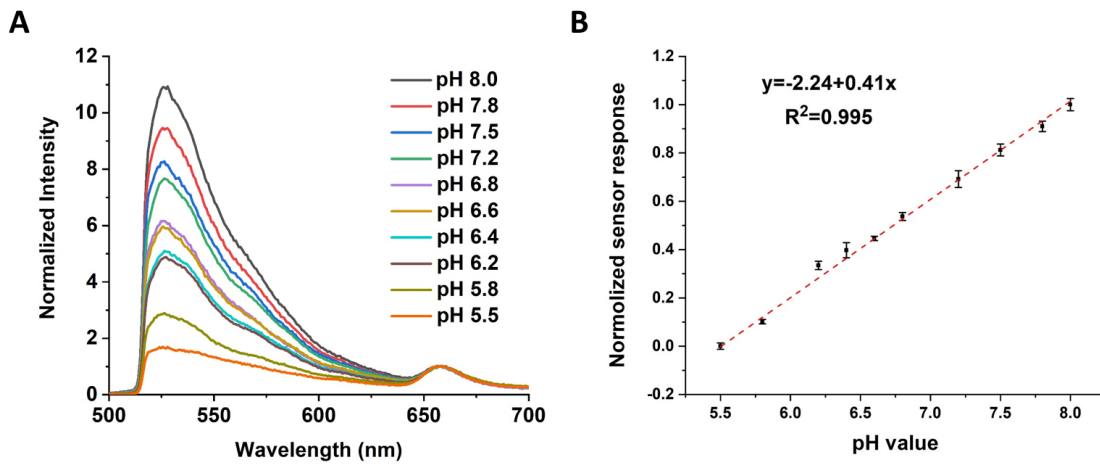 A
Normalized Intensity
12
10
8
6
4
2
0
500
550
600
650
700
Wavelength (nm)
pH 8.0
pH 7.8
pH 7.5
pH 7.2
pH 6.8
pH 6.6
pH 6.4
pH 6.2
pH 5.8
pH 5.5
B
Normolized sensor response
1.2
1.0
0.8
0.6
0.4
0.2
0.0
-0.2
y=-2.24+0.41x
R²=0.995
5.5
6.0
6.5
7.0
7.5
8.0
pH value